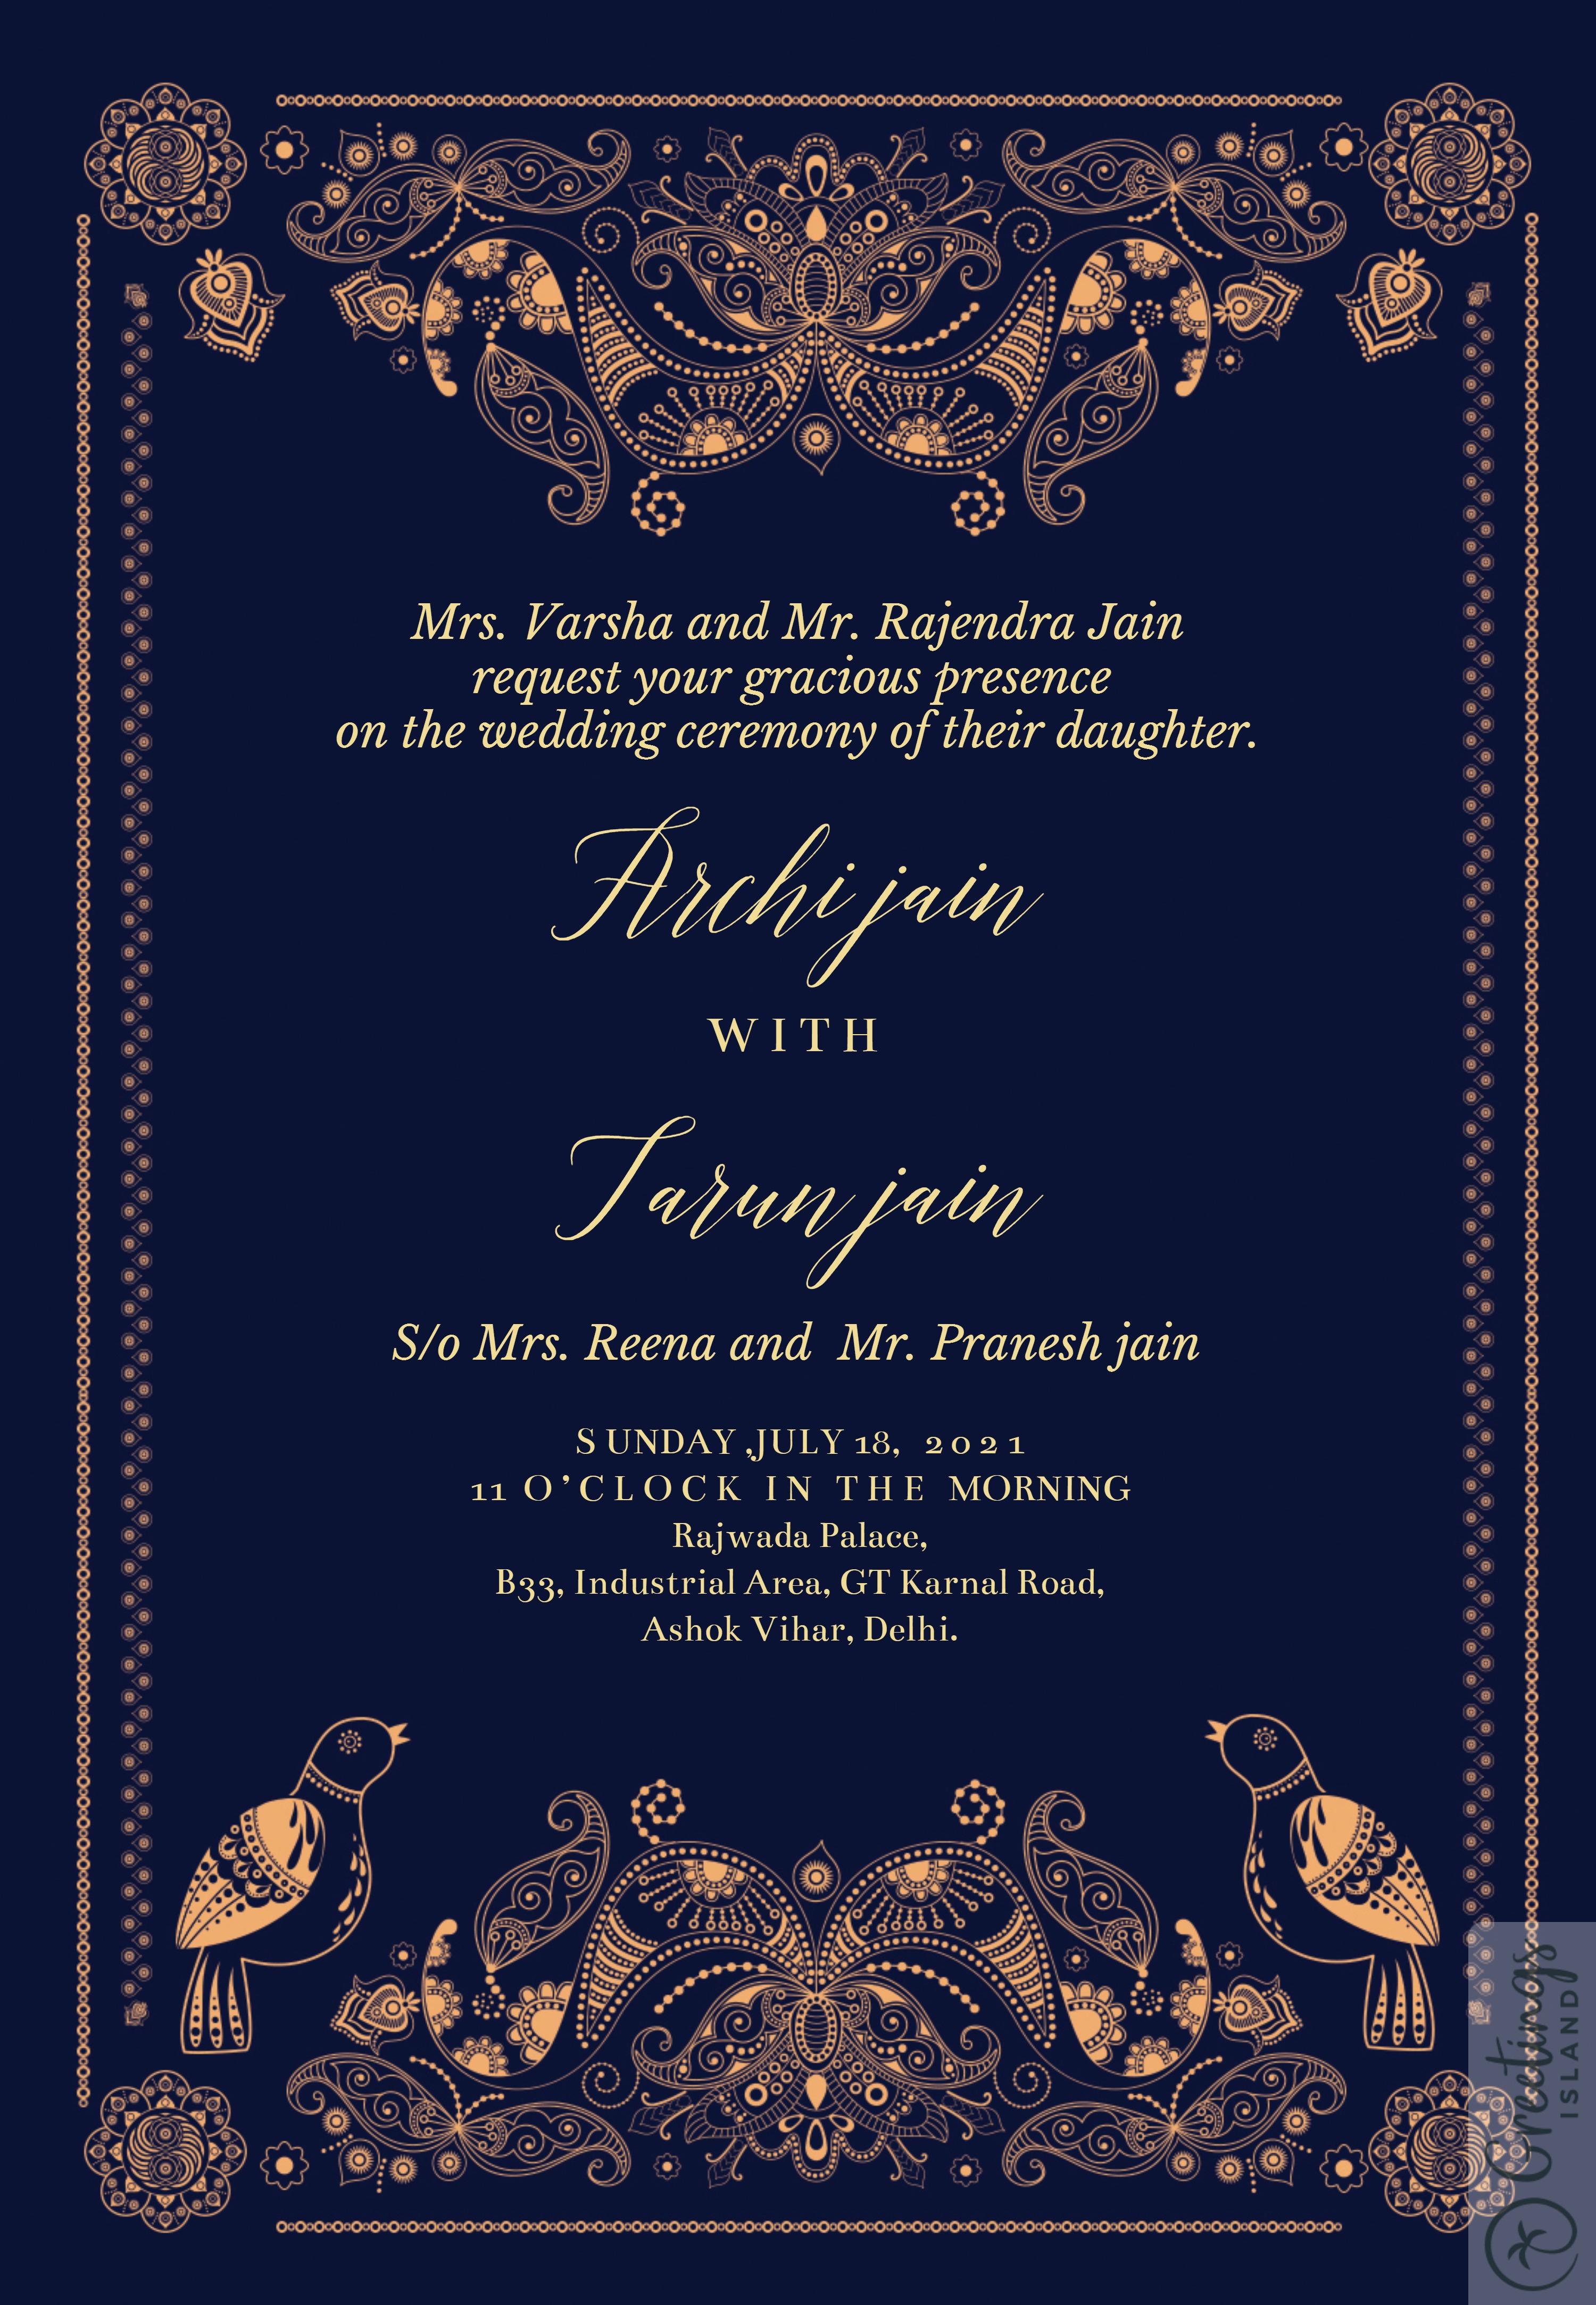 Mrs. Varsha and Mr. Rajendra Jain
request your gracious presence
on the wedding ceremony of their daughter.
Archi jain
WITH
Tarun jain
S/o Mrs. Reena and Mr. Pranesh jain
SUNDAY ,JULY 18, 2021
11 O’CLOCK IN THE MORNING
Rajwada Palace,
B33, Industrial Area, GT Karnal Road,
Ashok Vihar, Delhi.
Greetings
ISLAND